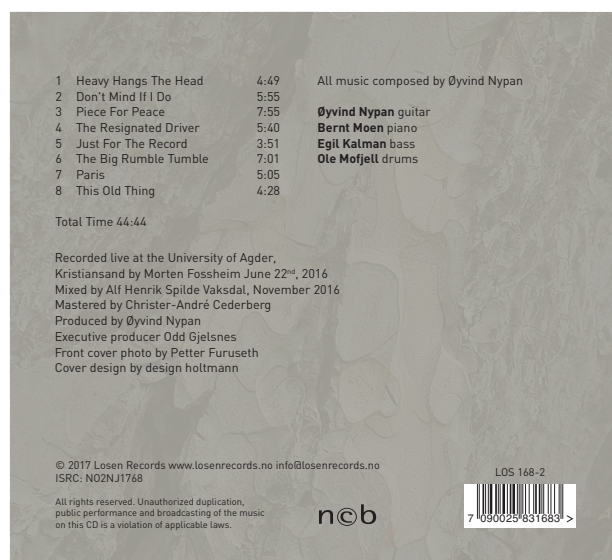 1 Heavy Hangs The Head 4:49
2 Don't Mind If I Do 5:55
3 Piece For Peace 7:55
4 The Resignated Driver 5:40
5 Just For The Record 3:51
6 The Big Rumble Tumble 7:01
7 Paris 5:05
8 This Old Thing 4:28
Total Time 44:44
All music composed by Øyvind Nypan
Øyvind Nypan guitar
Bernt Moen piano
Egil Kalman bass
Ole Mofjell drums
Recorded live at the University of Agder,
Kristiansand by Morten Fossheim June 22nd, 2016
Mixed by Alf Henrik Spilde Vaksdal, November 2016
Mastered by Christer-André Cederberg
Produced by Øyvind Nypan
Executive producer Odd Gjelsnes
Front cover photo by Petter Furuseth
Cover design by design holtmann
© 2017 Losen Records www.losenrecords.no info@losenrecords.no
ISRC: NO2NJ1768
All rights reserved. Unauthorized duplication,
public performance and broadcasting of the music
on this CD is a violation of applicable laws.
n©b
LOS 168-2
7 090025 831683 >